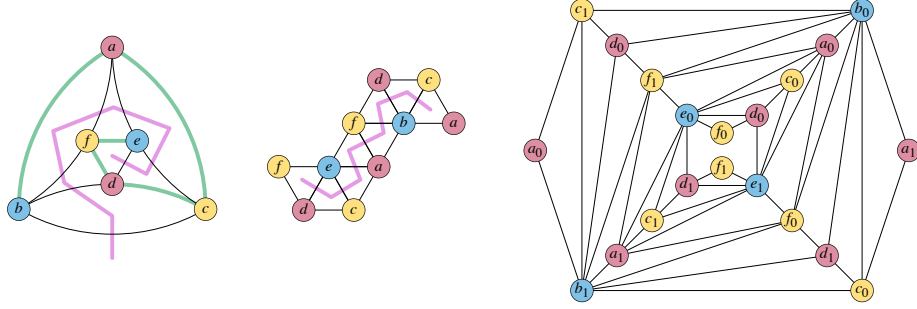 a
f e
d
b c
d c
f b a
f e a
d c
c₁ b₀
d₀ a₀
f₁ c₀
e₀ d₀
f₀
a₀ a₁
f₁
d₁ e₁
c₁ f₀
a₁ d₁
b₁ c₀